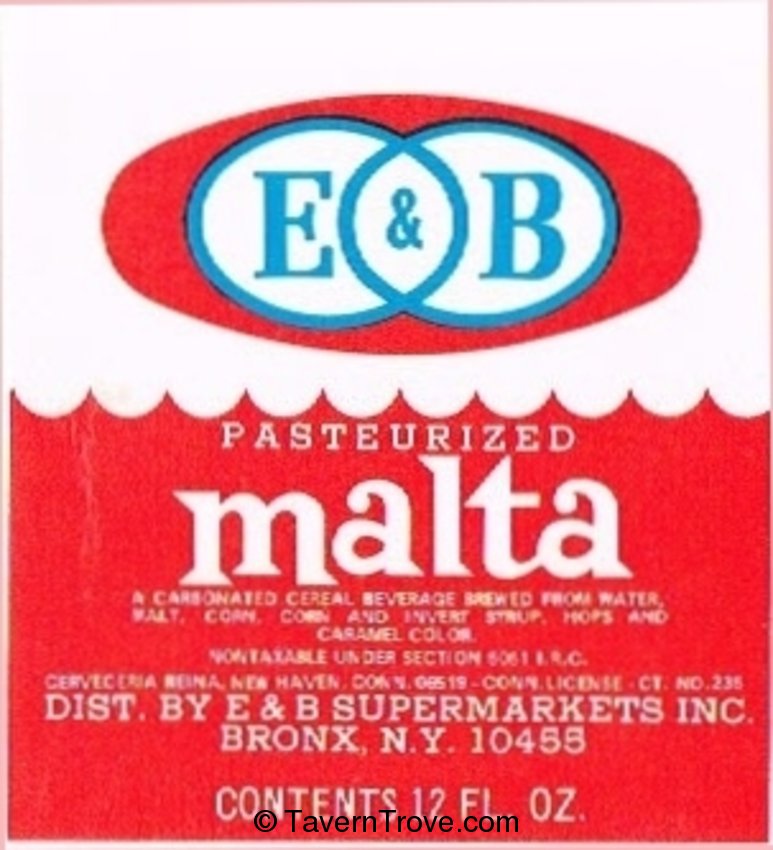 E & B
PASTEURIZED
malta
A CARBONATED CEREAL BEVERAGE BREWED FROM WATER,
MALT, CORN, CORN AND INVERT SYRUP, HOPS AND
CARAMEL COLOR.
NONTAXABLE UNDER SECTION 5051 I.R.C.
CERVECERIA REINA, NEW HAVEN, CONN. 06519 - CONN. LICENSE - CT. NO. 236
DIST. BY E & B SUPERMARKETS INC.
BRONX, N.Y. 10455
CONTENTS 12 FL. OZ.
© TavernTrove.com